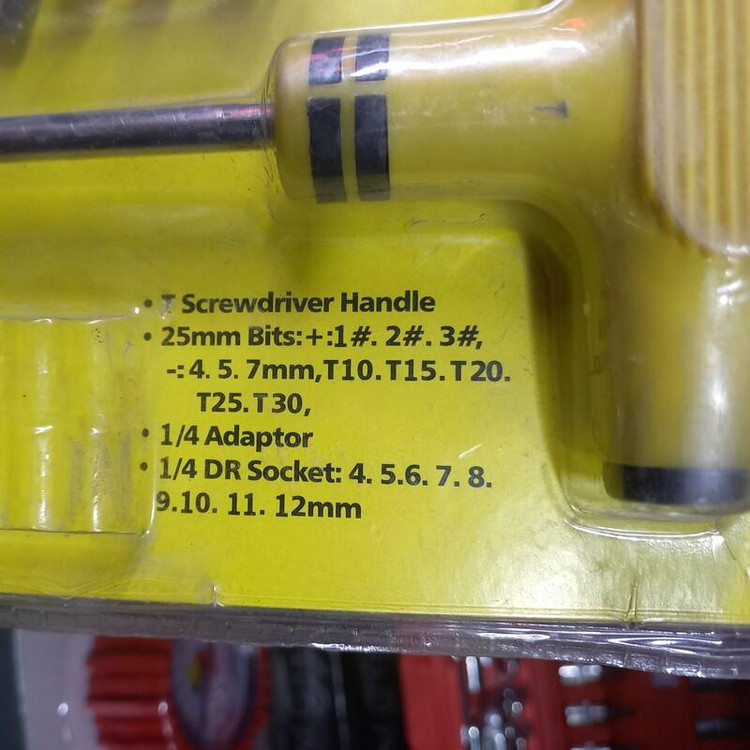 • T Screwdriver Handle
• 25mm Bits:+:1#. 2#. 3#,
-: 4. 5. 7mm,T10. T15. T20.
T25. T30,
• 1/4 Adaptor
• 1/4 DR Socket: 4. 5.6. 7. 8.
9.10. 11. 12mm